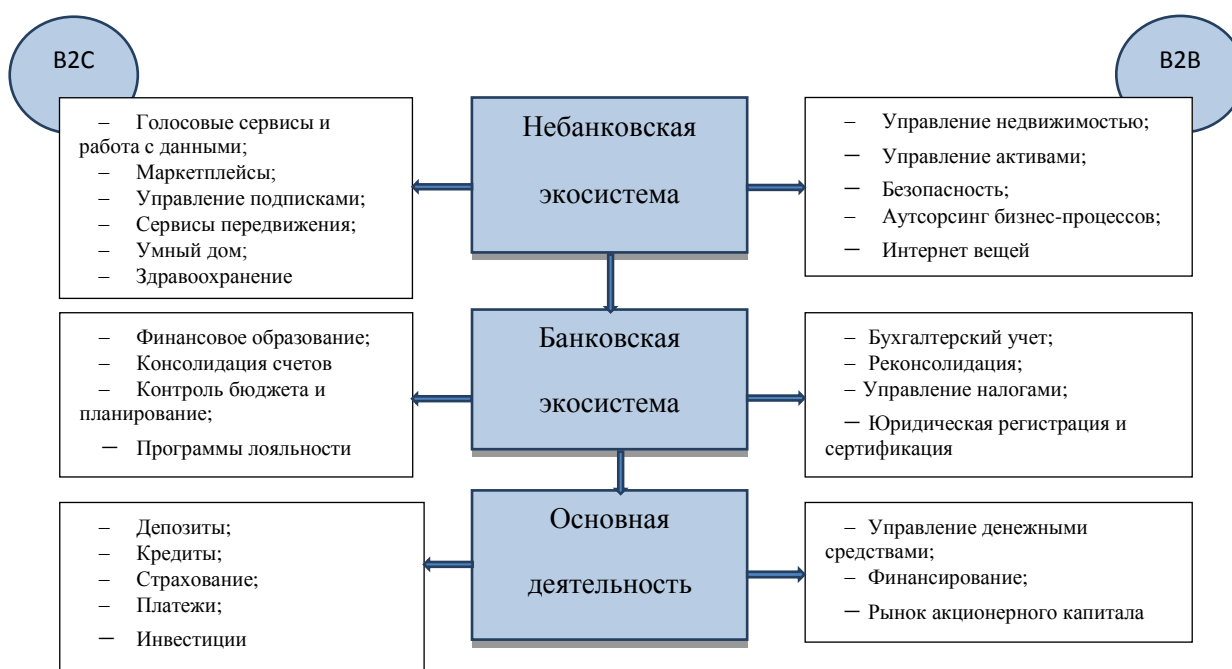 B2C
B2B
– Голосовые сервисы и
работа с данными;
– Маркетплейсы;
– Управление подписками;
– Сервисы передвижения;
– Умный дом;
– Здравоохранение
Небанковская
экосистема
– Управление недвижимостью;
– Управление активами;
– Безопасность;
– Аутсорсинг бизнес-процессов;
– Интернет вещей
– Финансовое образование;
– Консолидация счетов
– Контроль бюджета и
планирование;
– Программы лояльности
Банковская
экосистема
– Бухгалтерский учет;
– Реконсолидация;
– Управление налогами;
– Юридическая регистрация и
сертификация
– Депозиты;
– Кредиты;
– Страхование;
– Платежи;
– Инвестиции
Основная
деятельность
– Управление денежными
средствами;
– Финансирование;
– Рынок акционерного капитала